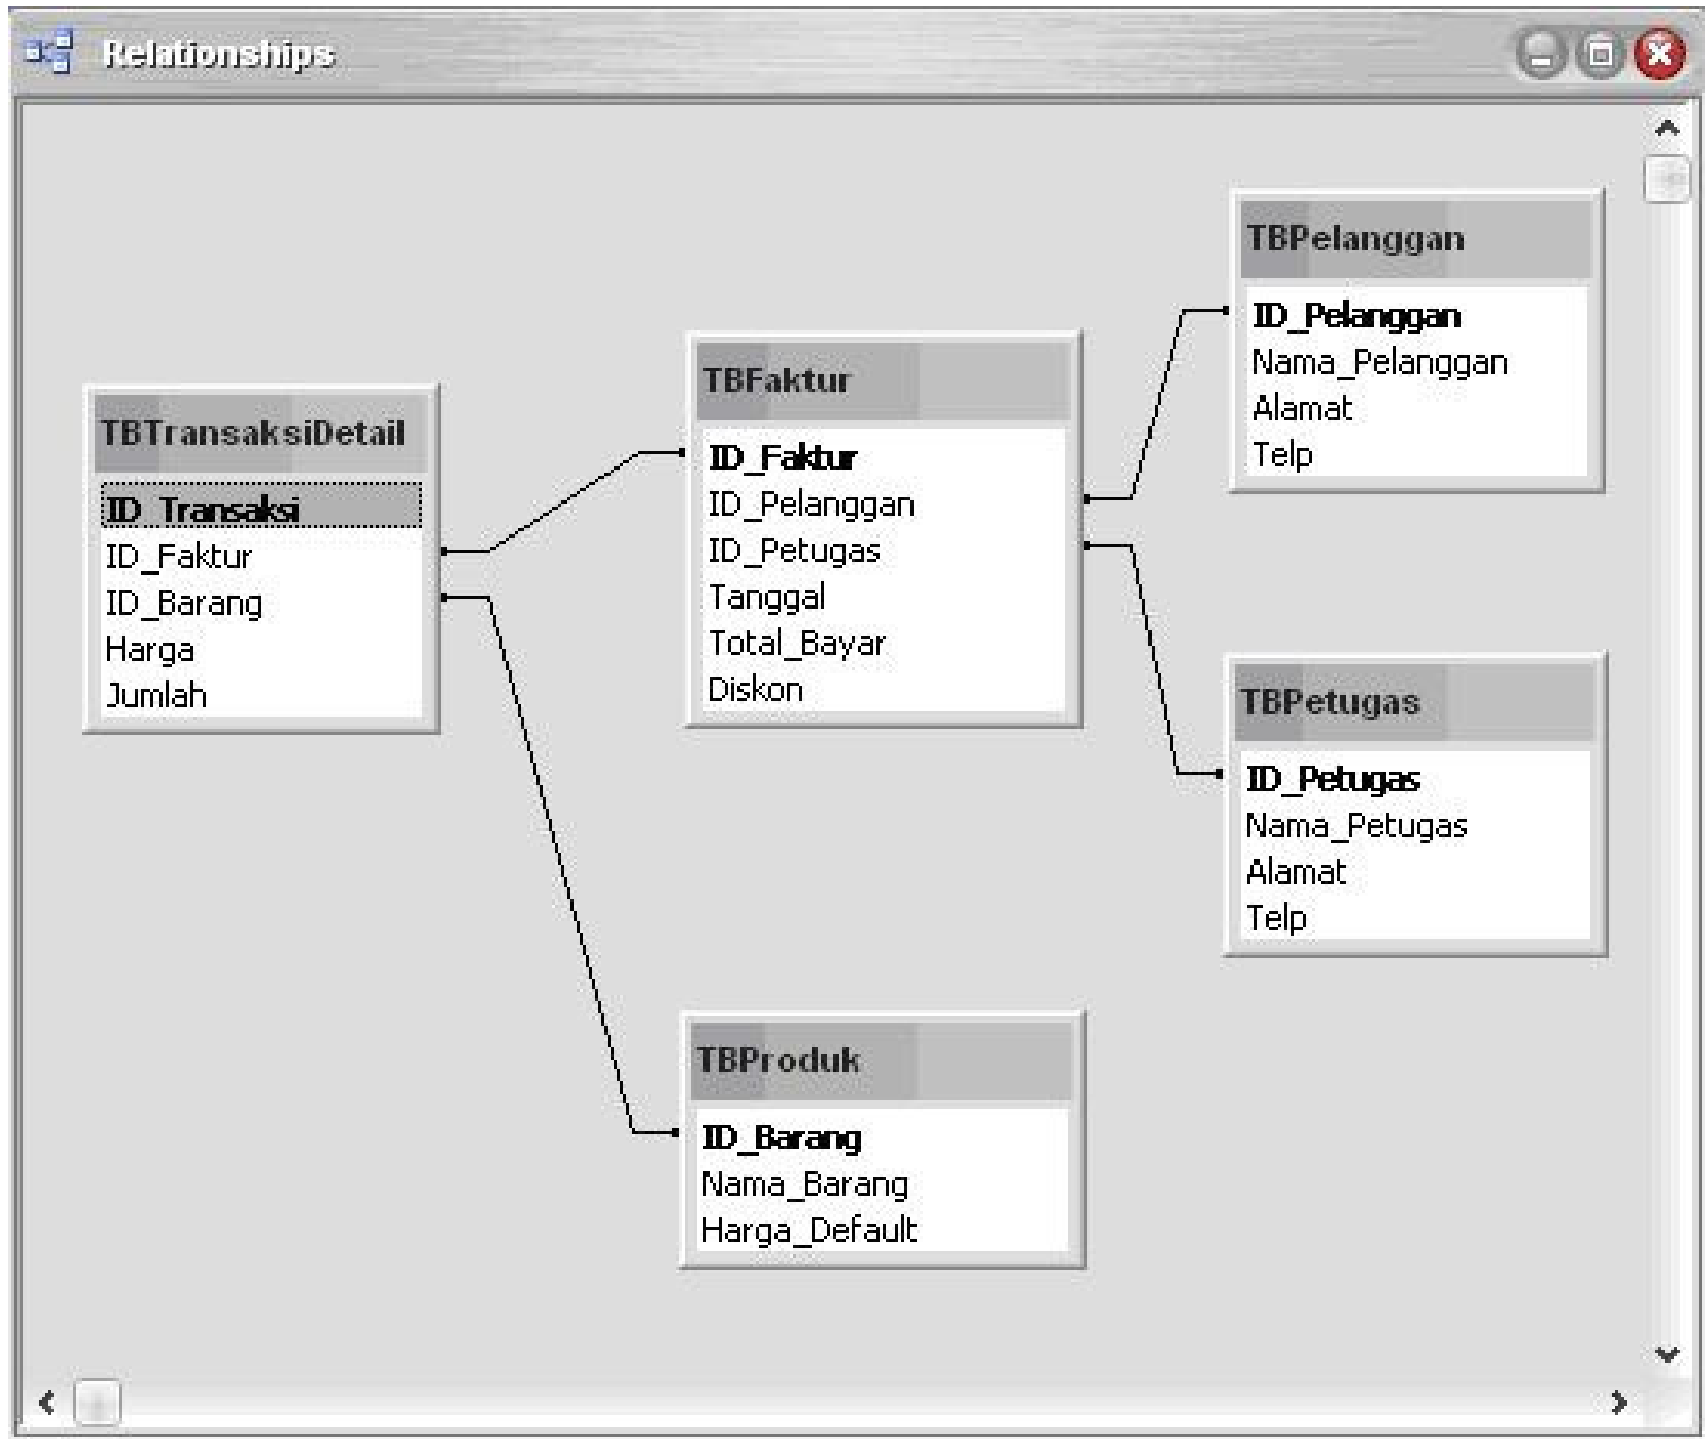 Relationships
TBTransaksiDetail
ID_Transaksi
ID_Faktur
ID_Barang
Harga
Jumlah
TBFaktur
ID_Faktur
ID_Pelanggan
ID_Petugas
Tanggal
Total_Bayar
Diskon
TBPelanggan
ID_Pelanggan
Nama_Pelanggan
Alamat
Telp
TBPetugas
ID_Petugas
Nama_Petugas
Alamat
Telp
TBProduk
ID_Barang
Nama_Barang
Harga_Default